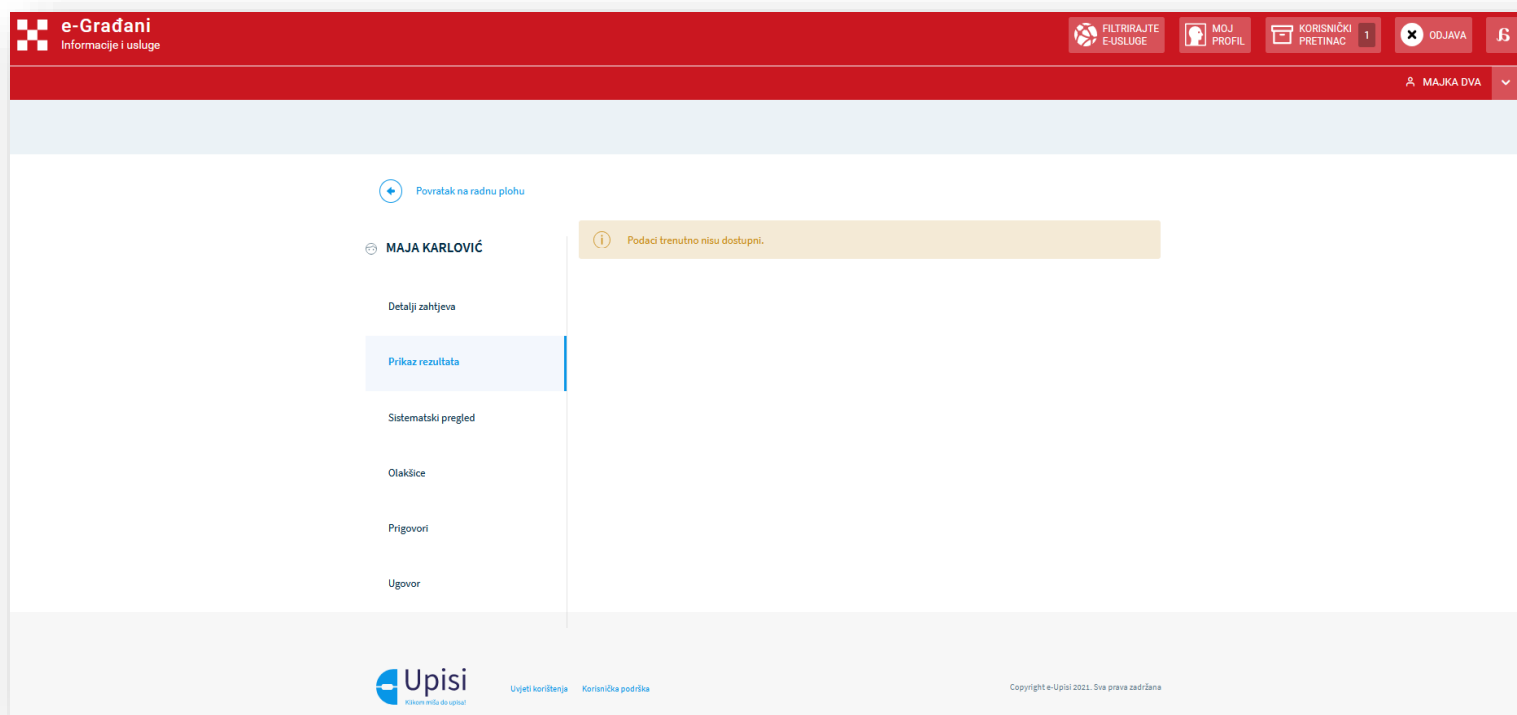 e-Građani
Informacije i usluge
FILTRIRAJTE
E-USLUGE
MOJ
PROFIL
KORISNIČKI
PRETINAC
1
ODJAVA
MAJKA DVA
Povratak na radnu plohu
MAJA KARLOVIĆ
Podaci trenutno nisu dostupni.
Detalji zahtjeva
Prikaz rezultata
Sistematski pregled
Olakšice
Prigovori
Ugovor
Upisi
Klikom miša do upisa!
Uvjeti korištenja
Korisnička podrška
Copyright e-Upisi 2021. Sva prava zadržana